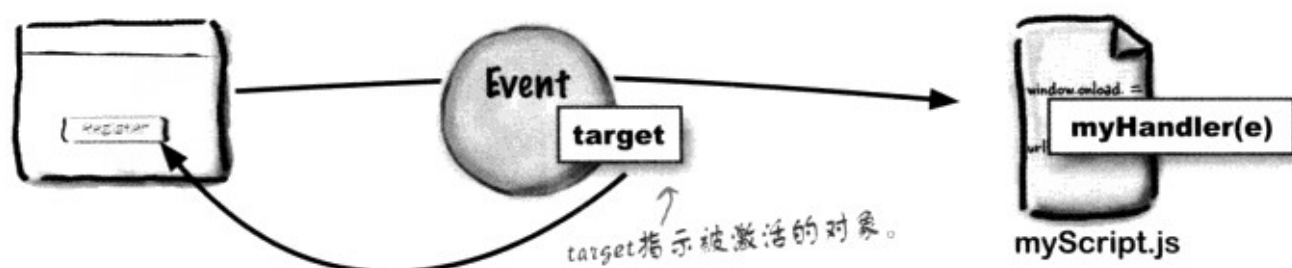 Register
Event
target
target指示被激活的对象。
window.onload. =
url
myHandler(e)
myScript.js